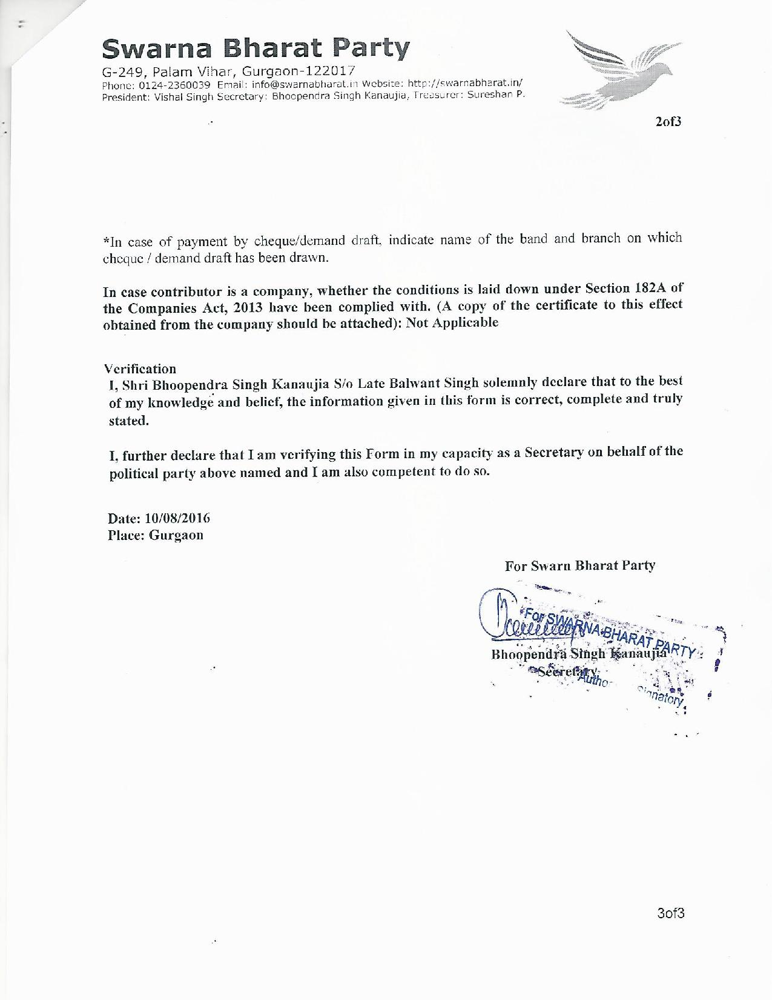 Swarna Bharat Party
G-249, Palam Vihar, Gurgaon-122017
Phone: 0124-2360039 Email: info@swarnabharat.in Website: http://swarnabharat.in/
President: Vishal Singh Secretary: Bhoopendra Singh Kanaujia, Treasurer: Sureshan P.
2of3
*In case of payment by cheque/demand draft, indicate name of the band and branch on which
cheque / demand draft has been drawn.
In case contributor is a company, whether the conditions is laid down under Section 182A of
the Companies Act, 2013 have been complied with. (A copy of the certificate to this effect
obtained from the company should be attached): Not Applicable
Verification
I, Shri Bhoopendra Singh Kanaujia S/o Late Balwant Singh solemnly declare that to the best
of my knowledge and belief, the information given in this form is correct, complete and truly
stated.
I, further declare that I am verifying this Form in my capacity as a Secretary on behalf of the
political party above named and I am also competent to do so.
Date: 10/08/2016
Place: Gurgaon
For Swarn Bharat Party
For SWARNA BHARAT PARTY
Bhoopendra Singh Kanaujia
Secretary
3of3